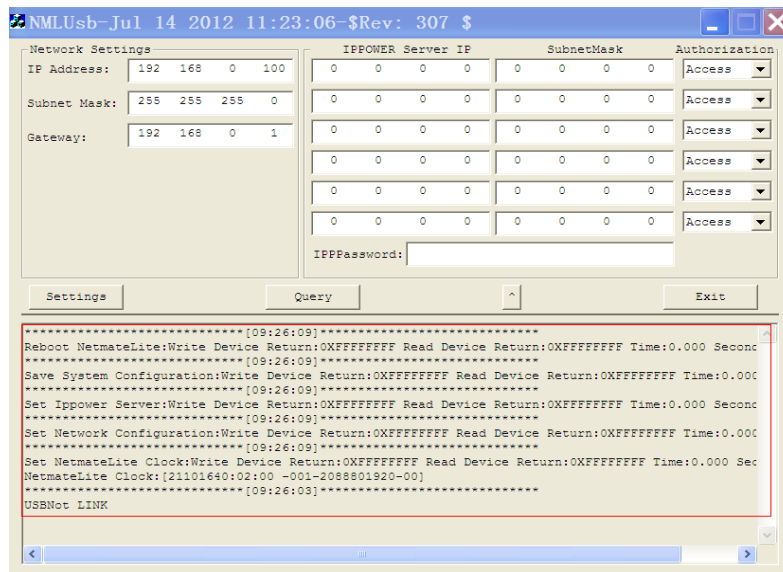 NMLUsb-Jul 14 2012 11:23:06-$Rev: 307 $
Network Settings
IP Address: 192 168 0 100
Subnet Mask: 255 255 255 0
Gateway: 192 168 0 1
IPPOWER Server IP SubnetMask Authorization
0 0 0 0 0 0 0 0 Access
0 0 0 0 0 0 0 0 Access
0 0 0 0 0 0 0 0 Access
0 0 0 0 0 0 0 0 Access
0 0 0 0 0 0 0 0 Access
0 0 0 0 0 0 0 0 Access
IPPPassword:
Settings Query ^ Exit
*****************************[09:26:09]*****************************
Reboot NetmateLite:Write Device Return:0XFFFFFFFF Read Device Return:0XFFFFFFFF Time:0.000 Second
*****************************[09:26:09]*****************************
Save System Configuration:Write Device Return:0XFFFFFFFF Read Device Return:0XFFFFFFFF Time:0.000
*****************************[09:26:09]*****************************
Set Ippower Server:Write Device Return:0XFFFFFFFF Read Device Return:0XFFFFFFFF Time:0.000 Second
*****************************[09:26:09]*****************************
Set Network Configuration:Write Device Return:0XFFFFFFFF Read Device Return:0XFFFFFFFF Time:0.000
*****************************[09:26:09]*****************************
Set NetmateLite Clock:Write Device Return:0XFFFFFFFF Read Device Return:0XFFFFFFFF Time:0.000 Sec
NetmateLite Clock:[21101640:02:00 -001-2088801920-00]
*****************************[09:26:03]*****************************
USBNot LINK